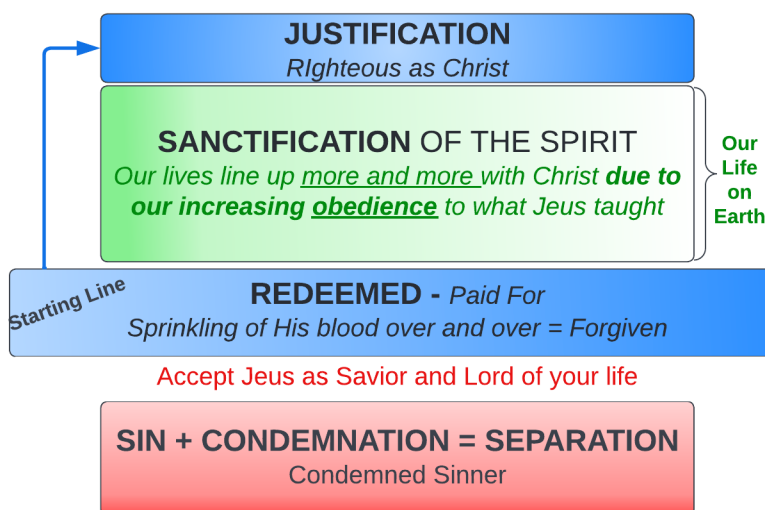 JUSTIFICATION
RIghteous as Christ
SANCTIFICATION OF THE SPIRIT
Our lives line up more and more with Christ due to
our increasing obedience to what Jeus taught
Our
Life
on
Earth
Starting Line
REDEEMED - Paid For
Sprinkling of His blood over and over = Forgiven
Accept Jeus as Savior and Lord of your life
SIN + CONDEMNATION = SEPARATION
Condemned Sinner